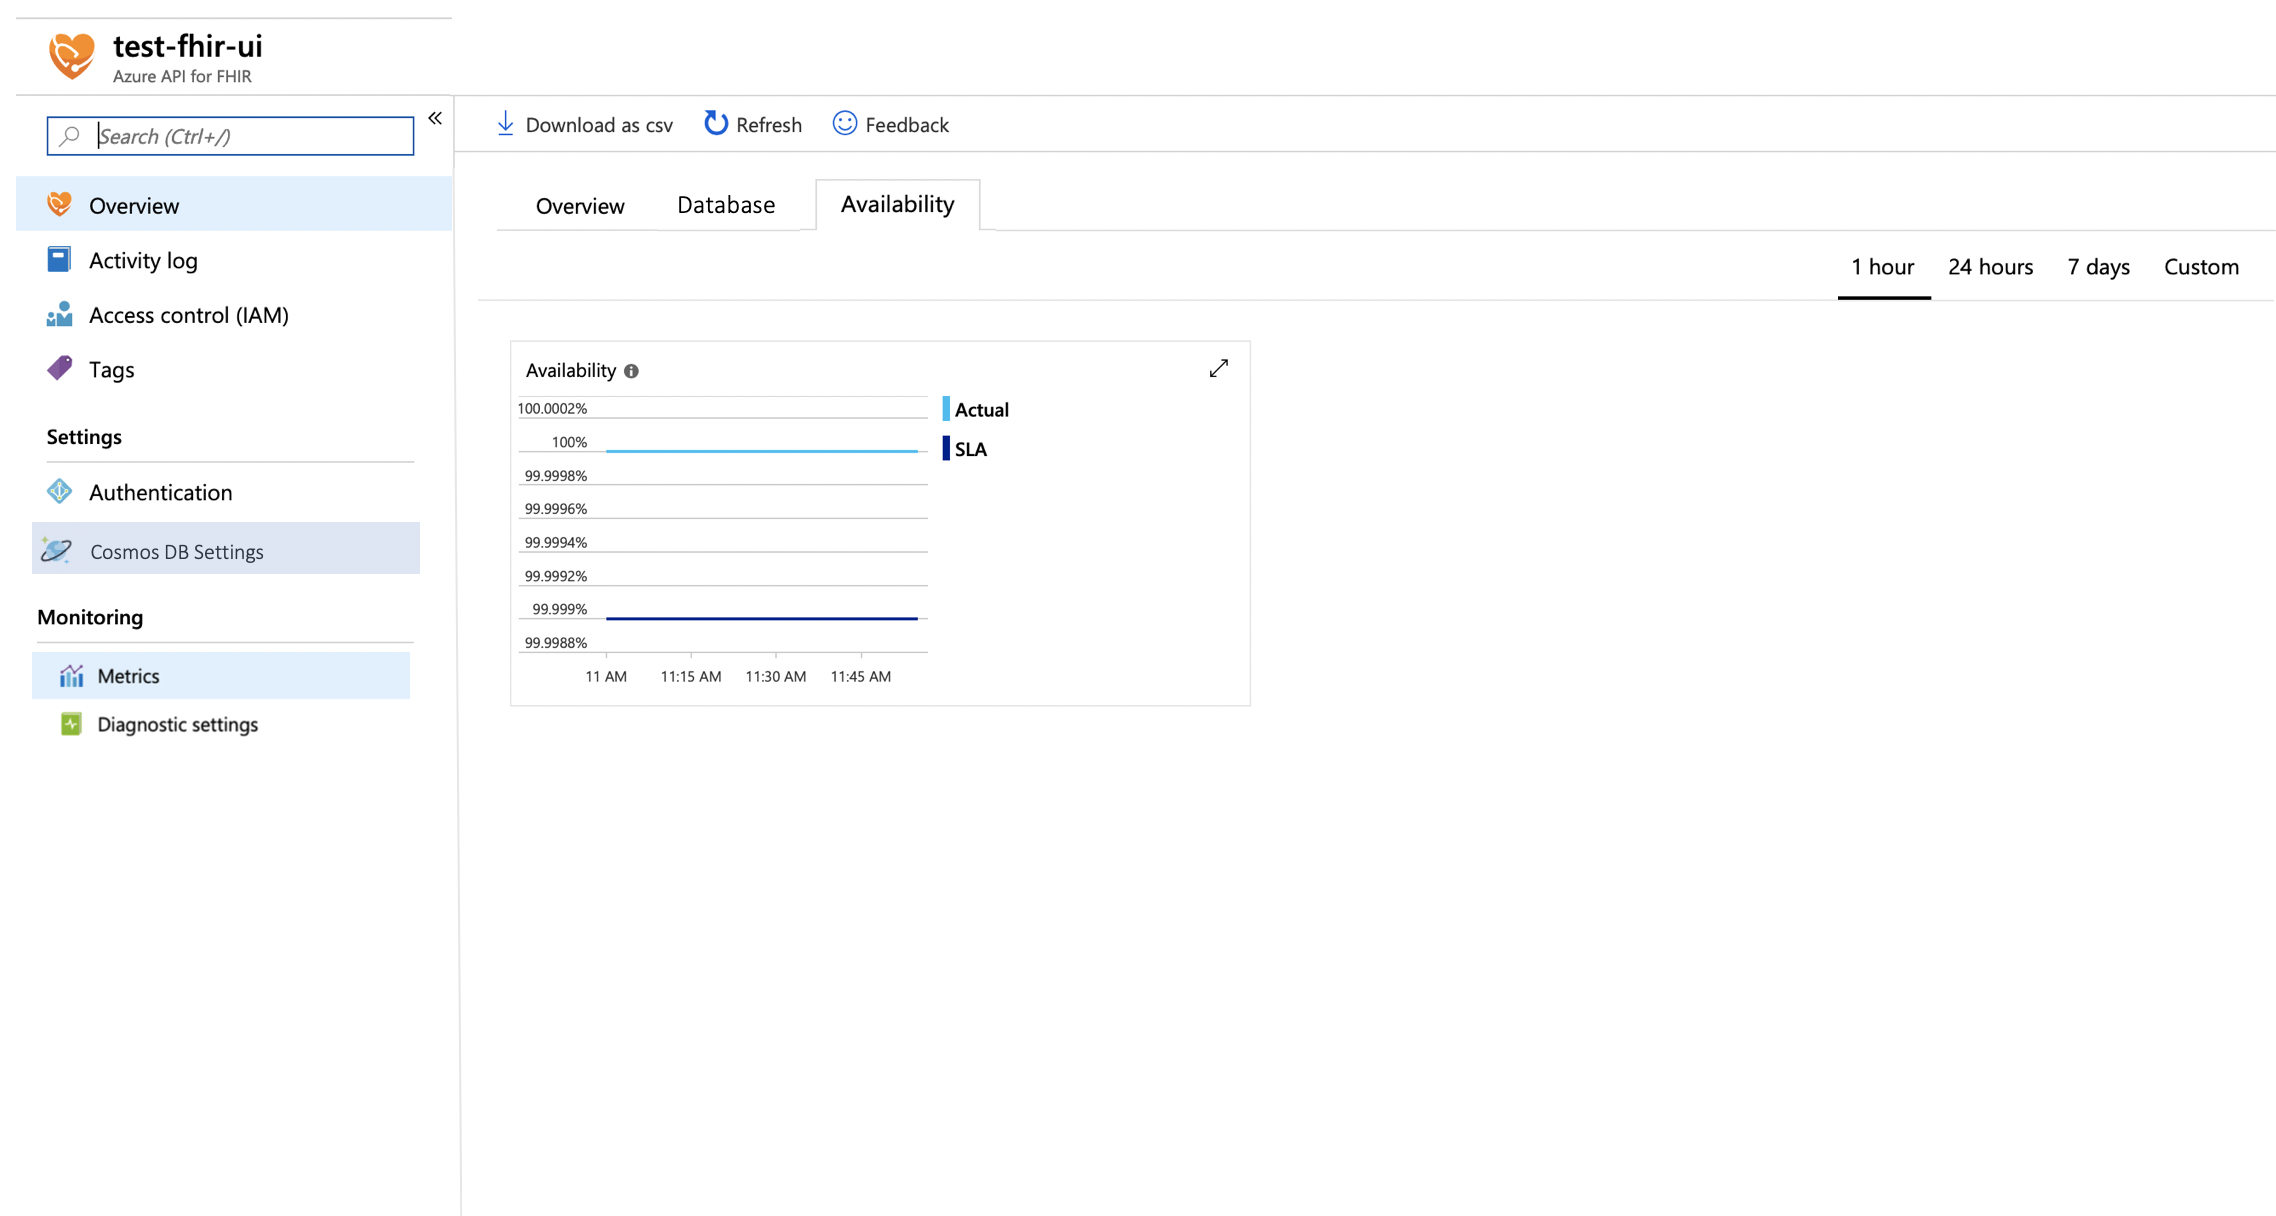 test-fhir-ui
Azure API for FHIR
Search (Ctrl+/)
Overview
Activity log
Access control (IAM)
Tags
Settings
Authentication
Cosmos DB Settings
Monitoring
Metrics
Diagnostic settings
Download as csv Refresh Feedback
Overview Database Availability
1 hour 24 hours 7 days Custom
Availability
100.0002%
100%
99.9998%
99.9996%
99.9994%
99.9992%
99.999%
99.9988%
11 AM 11:15 AM 11:30 AM 11:45 AM
Actual
SLA